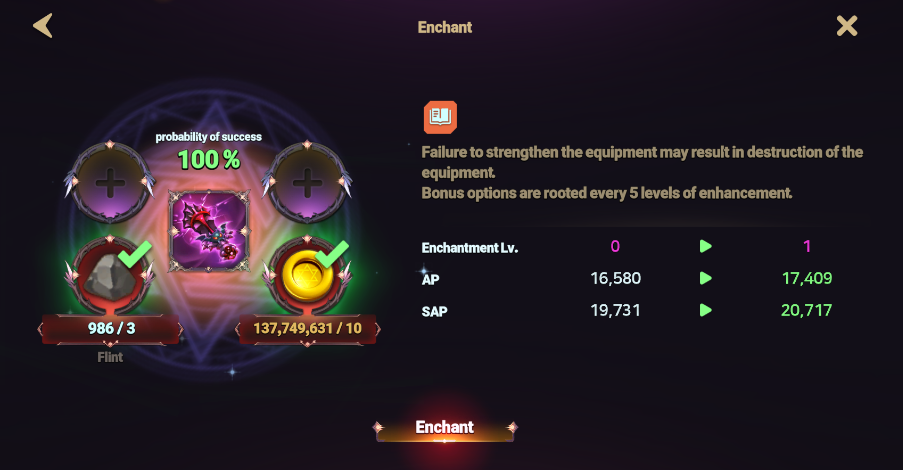 Enchant
probability of success
100 %
986 / 3
137,749,631 / 10
Flint
Failure to strengthen the equipment may result in destruction of the
equipment.
Bonus options are rooted every 5 levels of enhancement.
Enchantment Lv. 0 1
AP 16,580 17,409
SAP 19,731 20,717
Enchant